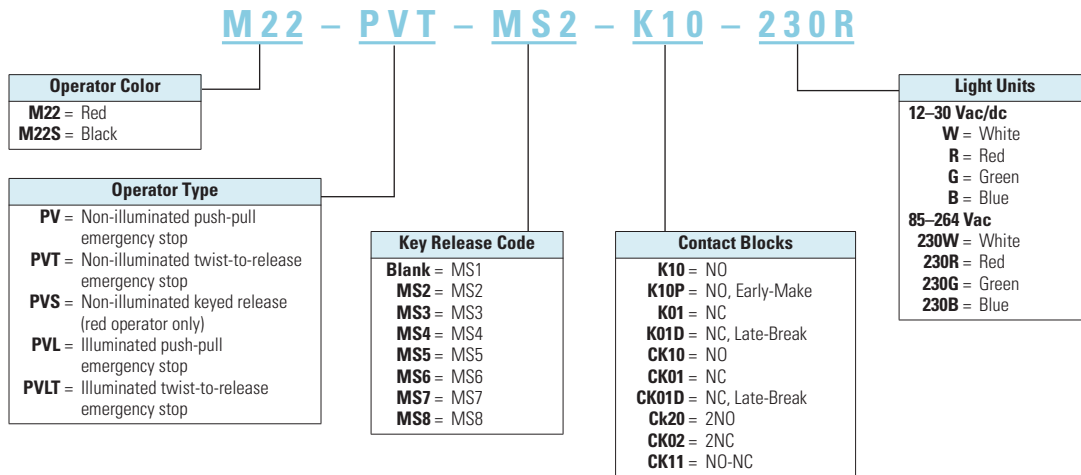 M22 – PVT – MS2 – K10 – 230R
Operator Color
M22 = Red
M22S = Black
Operator Type
PV = Non-illuminated push-pull
emergency stop
PVT = Non-illuminated twist-to-release
emergency stop
PVS = Non-illuminated keyed release
(red operator only)
PVL = Illuminated push-pull
emergency stop
PVLT = Illuminated twist-to-release
emergency stop
Key Release Code
Blank = MS1
MS2 = MS2
MS3 = MS3
MS4 = MS4
MS5 = MS5
MS6 = MS6
MS7 = MS7
MS8 = MS8
Contact Blocks
K10 = NO
K10P = NO, Early-Make
K01 = NC
K01D = NC, Late-Break
CK10 = NO
CK01 = NC
CK01D = NC, Late-Break
Ck20 = 2NO
CK02 = 2NC
CK11 = NO-NC
Light Units
12–30 Vac/dc
W = White
R = Red
G = Green
B = Blue
85–264 Vac
230W = White
230R = Red
230G = Green
230B = Blue